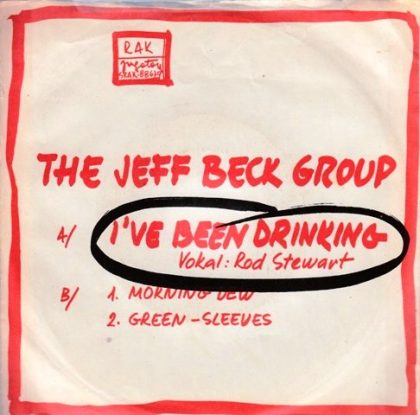 RAK
THE JEFF BECK GROUP
A/ I'VE BEEN DRINKING
Vokal: Rod Stewart
B/ 1. MORNING DEW
2. GREEN-SLEEVES